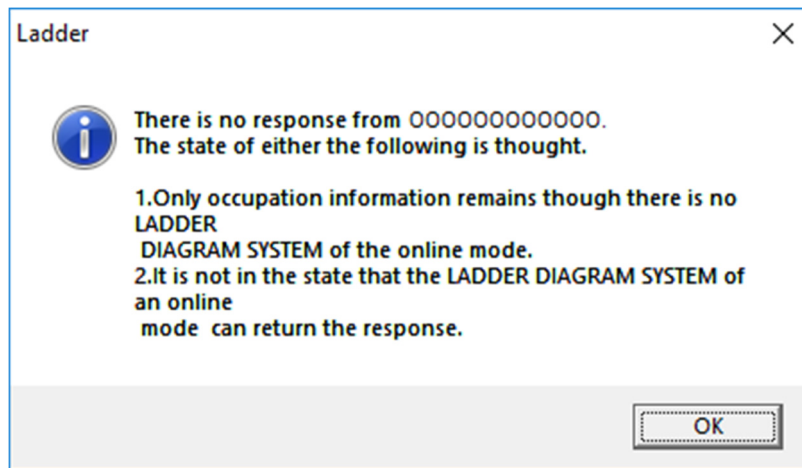 Ladder
There is no response from OOOOOOOOOOOO.
The state of either the following is thought.
1.Only occupation information remains though there is no
LADDER
DIAGRAM SYSTEM of the online mode.
2.It is not in the state that the LADDER DIAGRAM SYSTEM of
an online
mode  can return the response.
OK